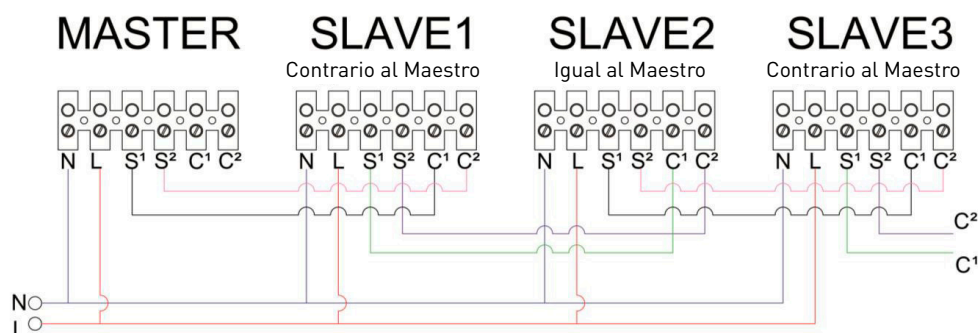 MASTER SLAVE1 SLAVE2 SLAVE3
Contrario al Maestro Igual al Maestro Contrario al Maestro
N L S¹ S² C¹ C² N L S¹ S² C¹ C² N L S¹ S² C¹ C² N L S¹ S² C¹ C²
C²
C¹
N
L